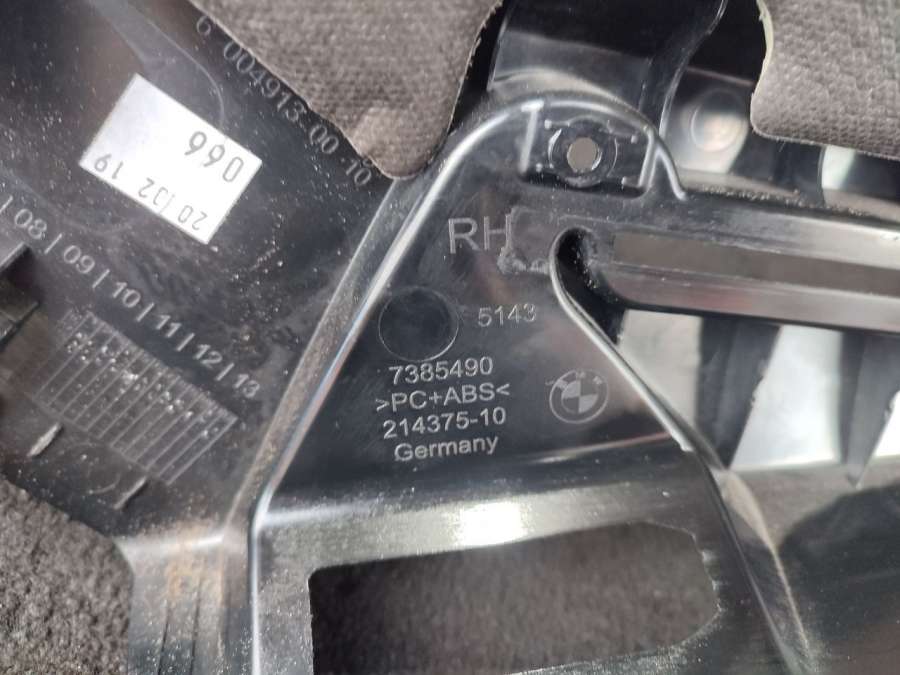 6 004913-00 10
066
20 032 19
08|09|10|11|12|13
RH
5143
7385490
>PC+ABS<
214375-10
Germany